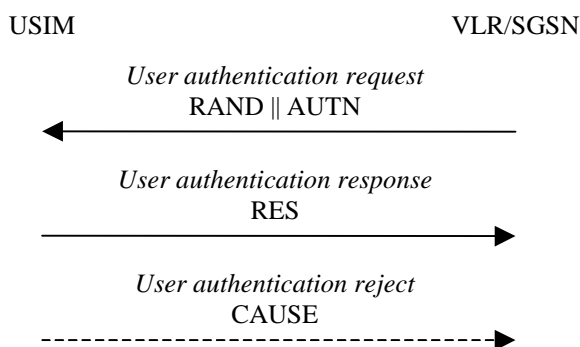 USIM VLR/SGSN
User authentication request
RAND || AUTN
User authentication response
RES
User authentication reject
CAUSE